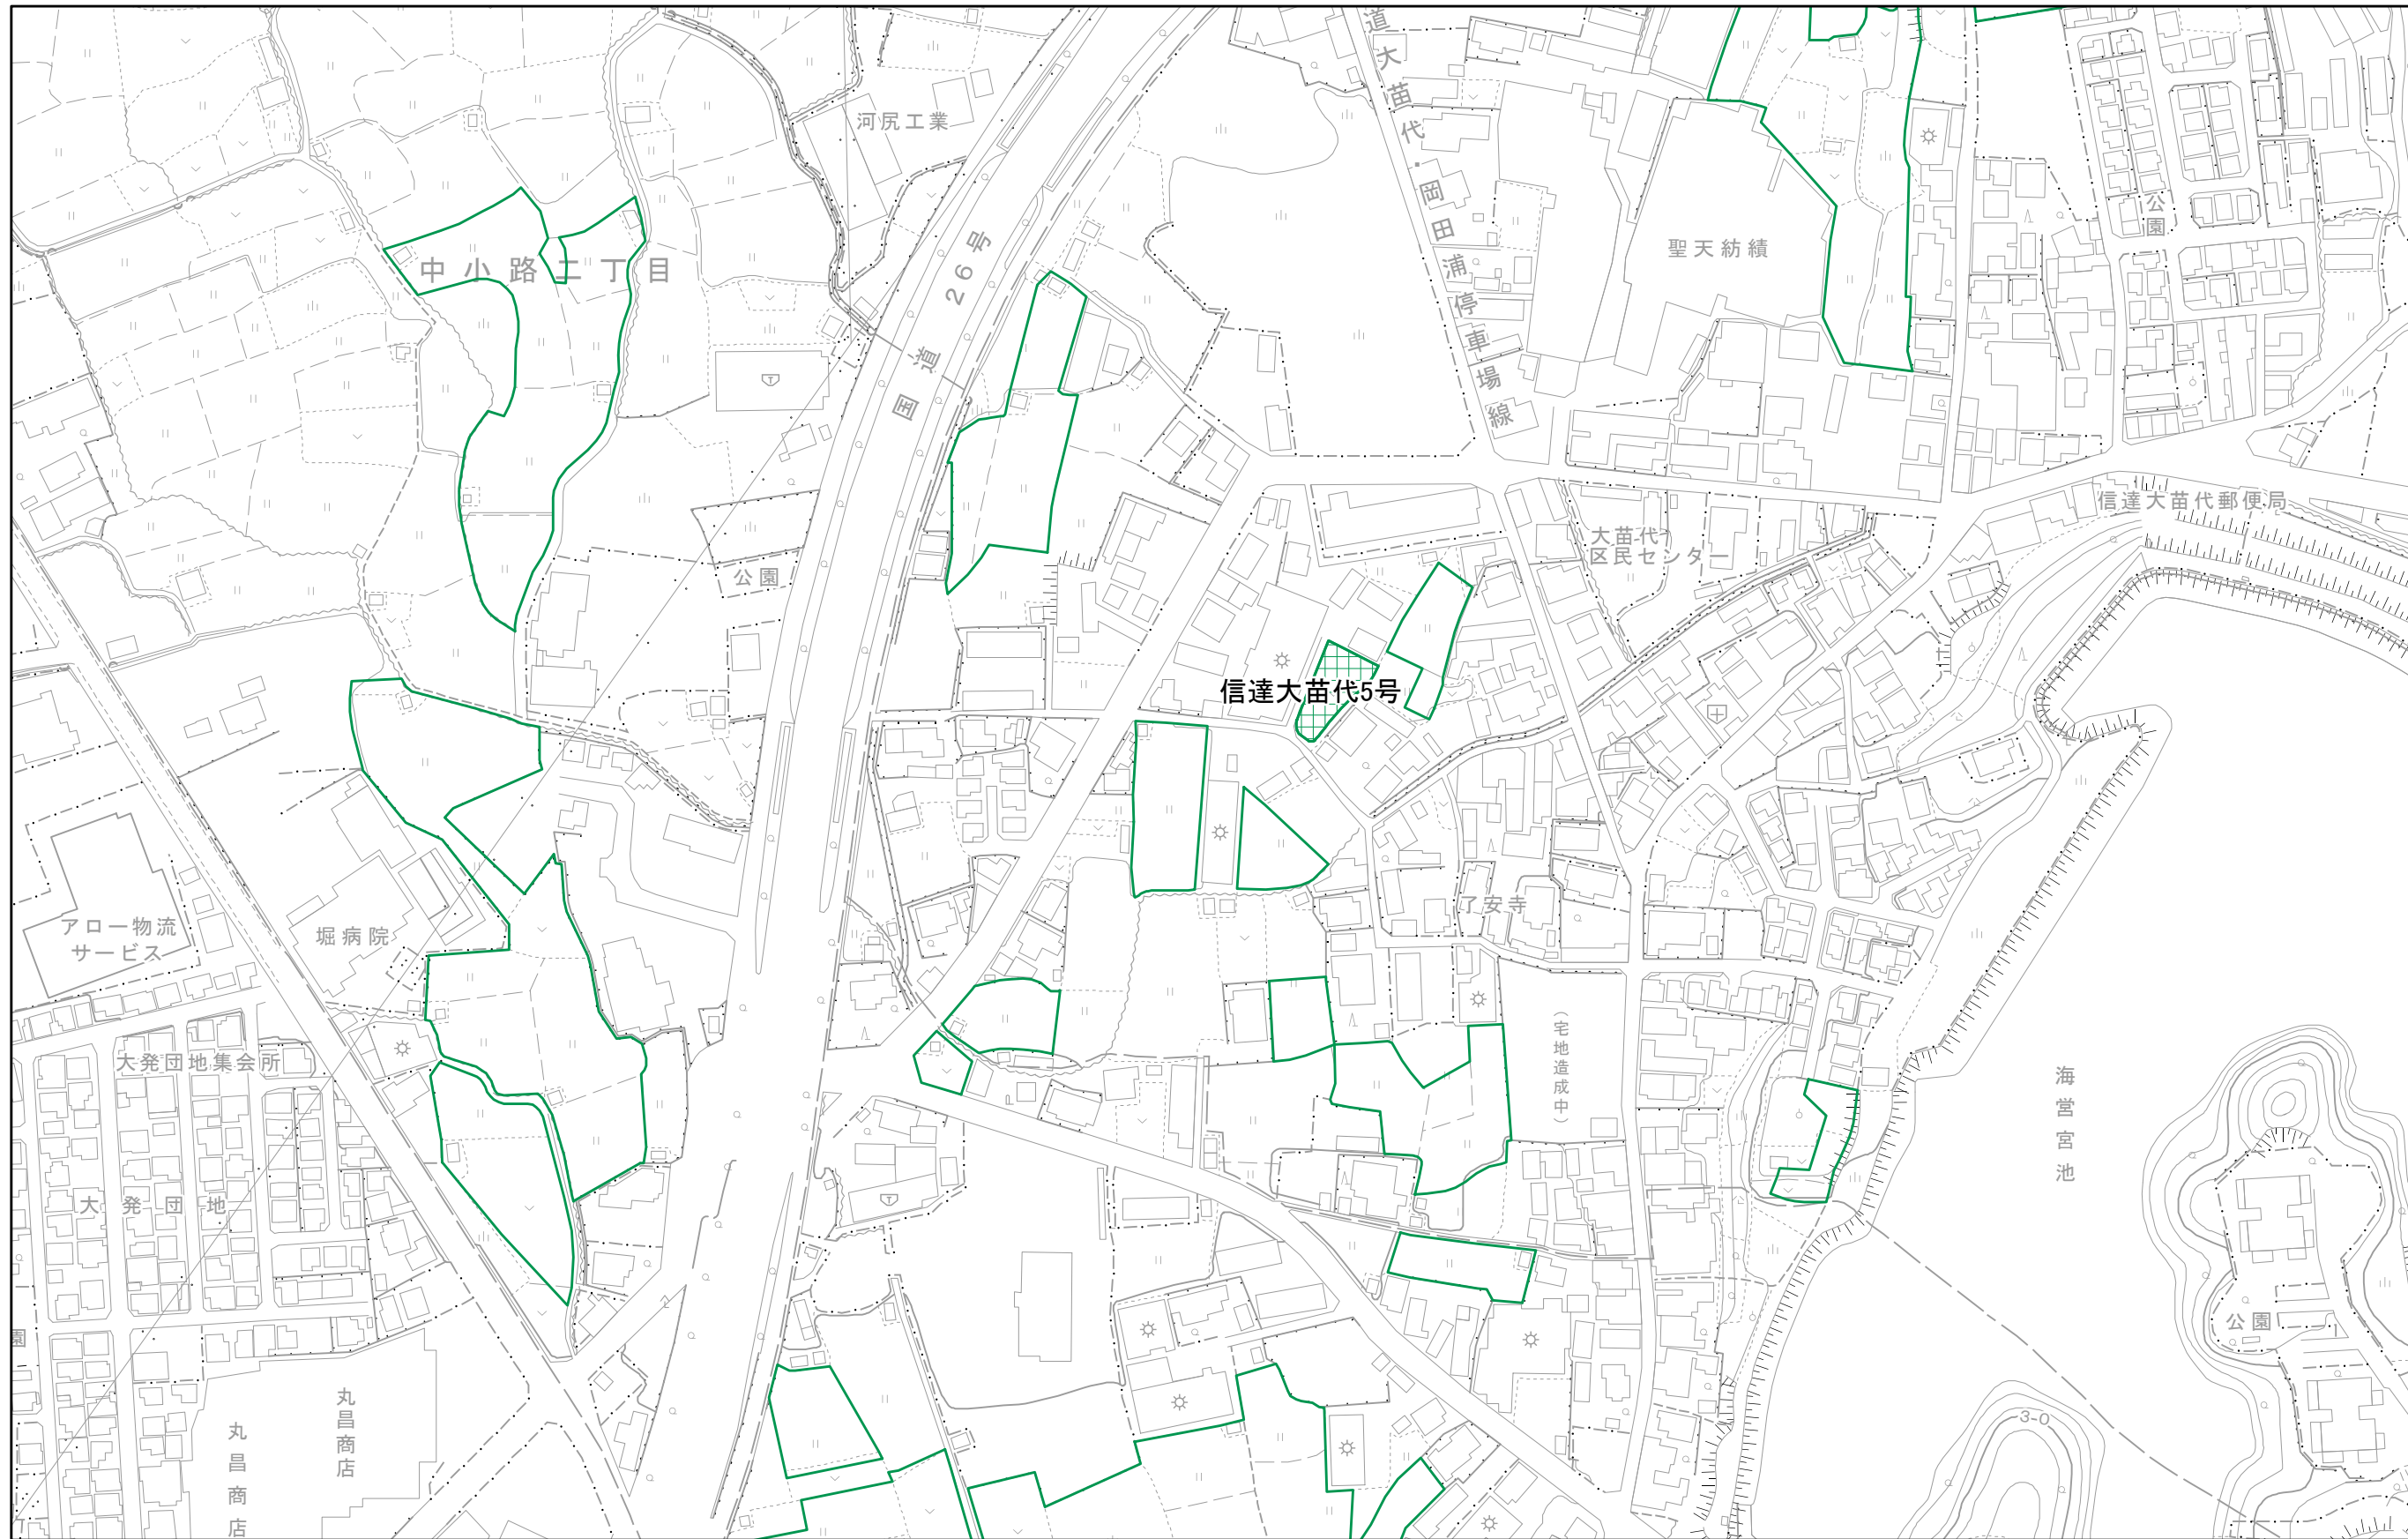 道大苗代・岡田浦停車場線
河尻工業
公園
国道26号
聖天紡績
中小路二丁目
信達大苗代郵便局
大苗代
区民センター
公園
信達大苗代5号
アロー物流
サービス
堀病院
了安寺
(宅地造成中)
大発団地集会所
海営宮池
大発団地
公園
園
丸昌商店
丸昌商店
3-0